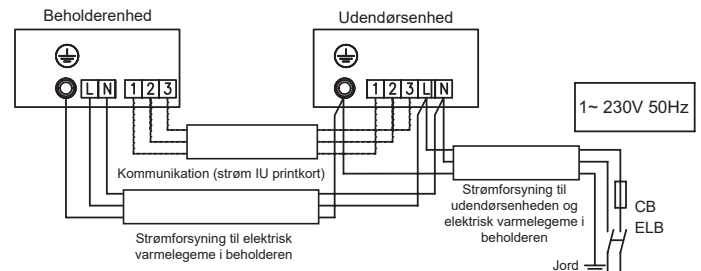 Beholderenhed
Udendørsenhed
L N 1 2 3
1 2 3 L N
1~ 230V 50Hz
Kommunikation (strøm IU printkort)
Strømforsyning til
udendørsenheden og
elektrisk varmelegeme i
beholderen
CB
ELB
Strømforsyning til elektrisk
varmelegeme i beholderen
Jord